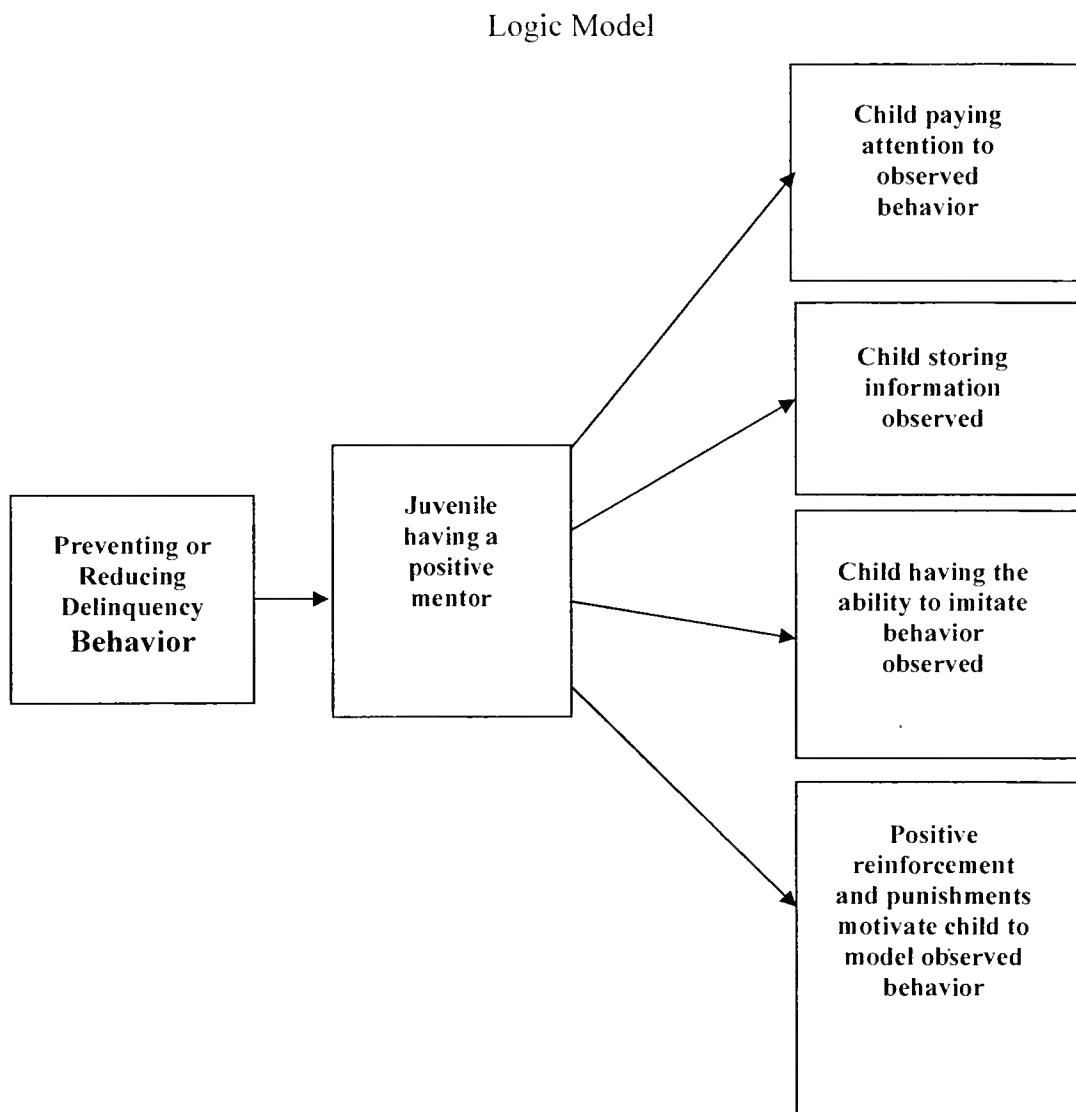 Logic Model
Child paying
attention to
observed
behavior
Child storing
information
observed
Juvenile
having a
positive
mentor
Preventing or
Reducing
Delinquency
Behavior
Child having the
ability to imitate
behavior
observed
Positive
reinforcement
and punishments
motivate child to
model observed
behavior